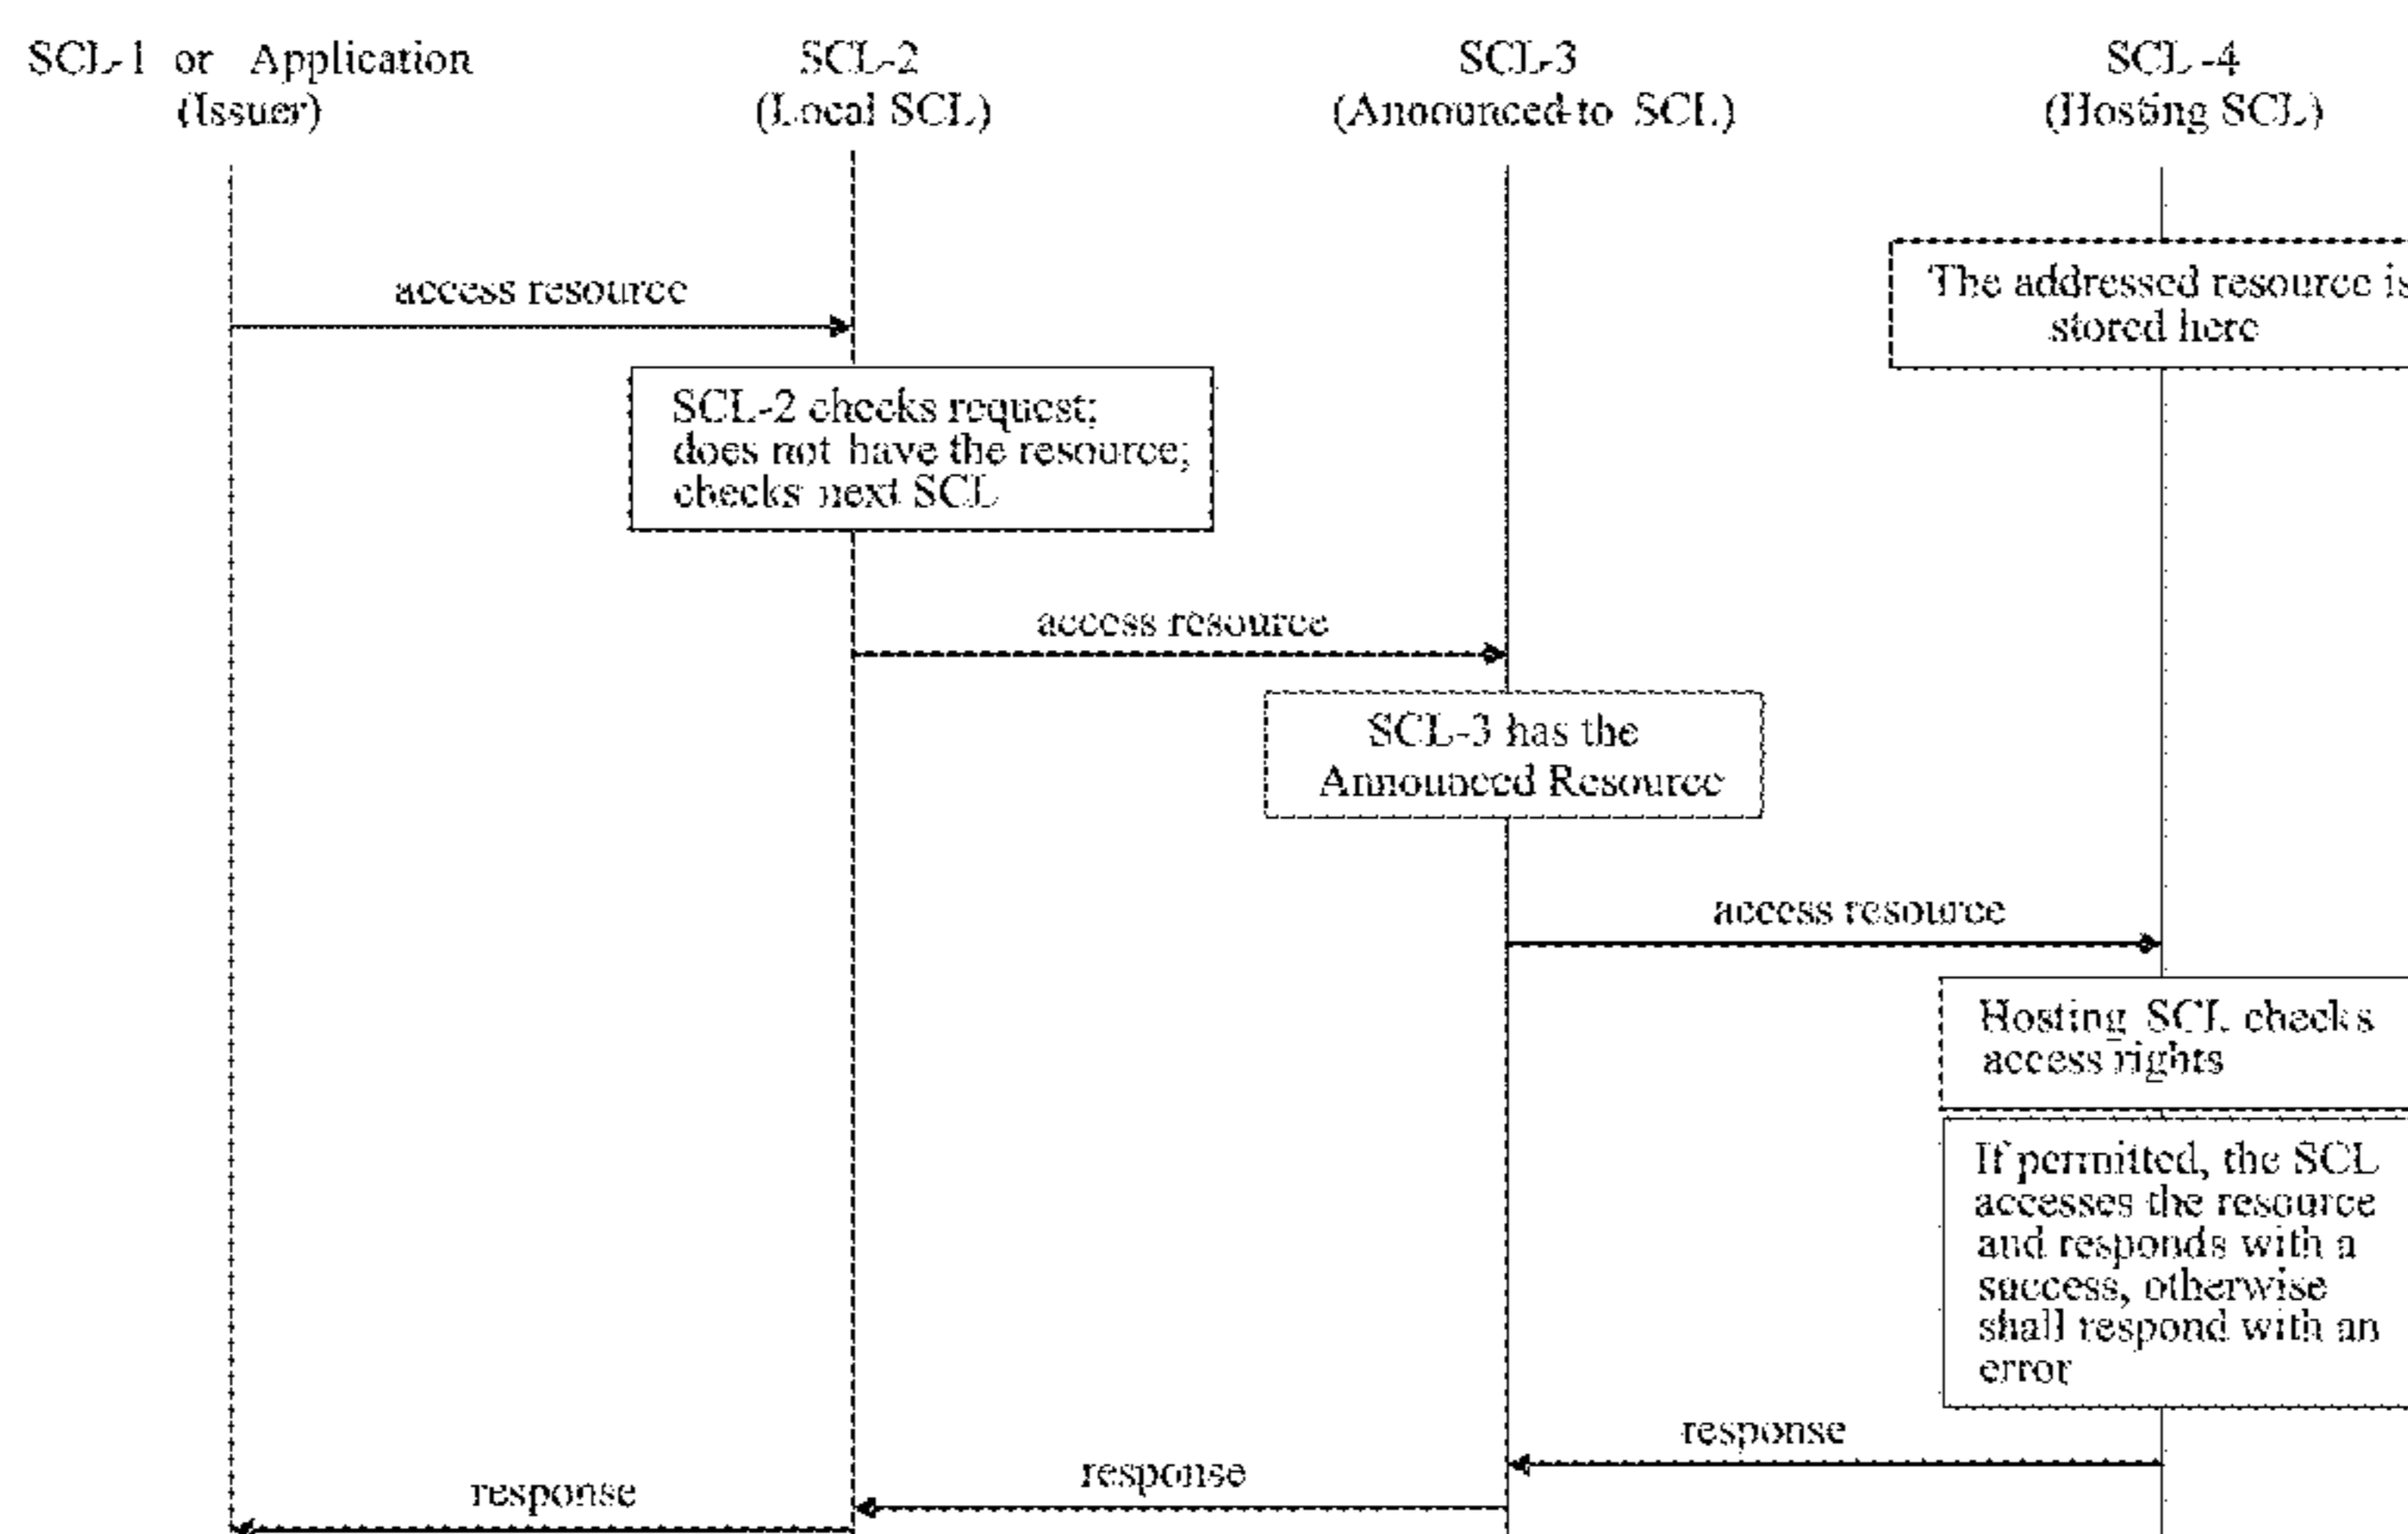 SCL-1 or Application
(Issuer)
SCL-2
(Local SCL)
SCL-3
(Announced-to SCL)
SCL-4
(Hosting SCL)
access resource
The addressed resource is
stored here
SCL-2 checks request;
does not have the resource;
checks next SCL
access resource
SCL-3 has the
Announced Resource
access resource
Hosting SCL checks
access rights
If permitted, the SCL
accesses the resource
and responds with a
success, otherwise
shall respond with an
error
response
response
response